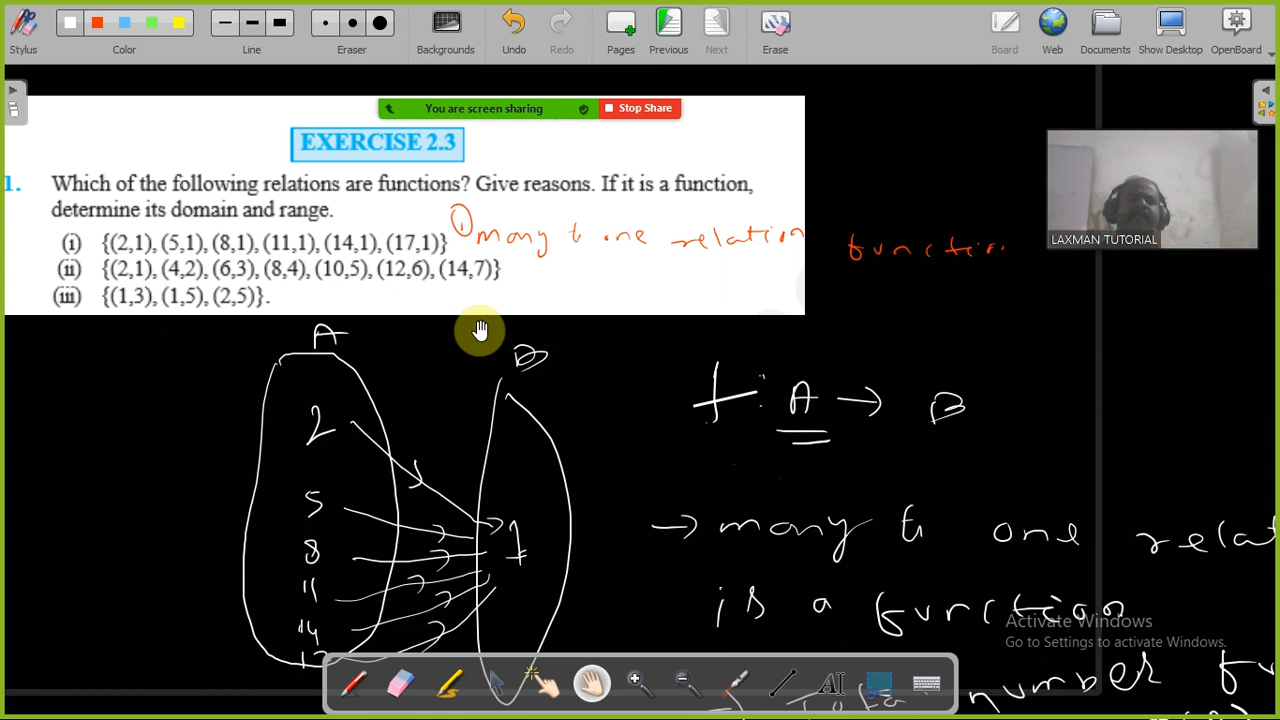 Stylus Color Line Eraser Backgrounds Undo Redo Pages Previous Next Erase Board Web Documents Show Desktop OpenBoard
You are screen sharing Stop Share
EXERCISE 2.3
1. Which of the following relations are functions? Give reasons. If it is a function,
determine its domain and range.
(i) {(2,1), (5,1), (8,1), (11,1), (14,1), (17,1)}
(ii) {(2,1), (4,2), (6,3), (8,4), (10,5), (12,6), (14,7)}
(iii) {(1,3), (1,5), (2,5)}.
① many to one relation function
LAXMAN TUTORIAL
A
B
2
5
8
11
14
1
f: A → B
→ many to one relat
is a function
number
Activate Windows
Go to Settings to activate Windows.